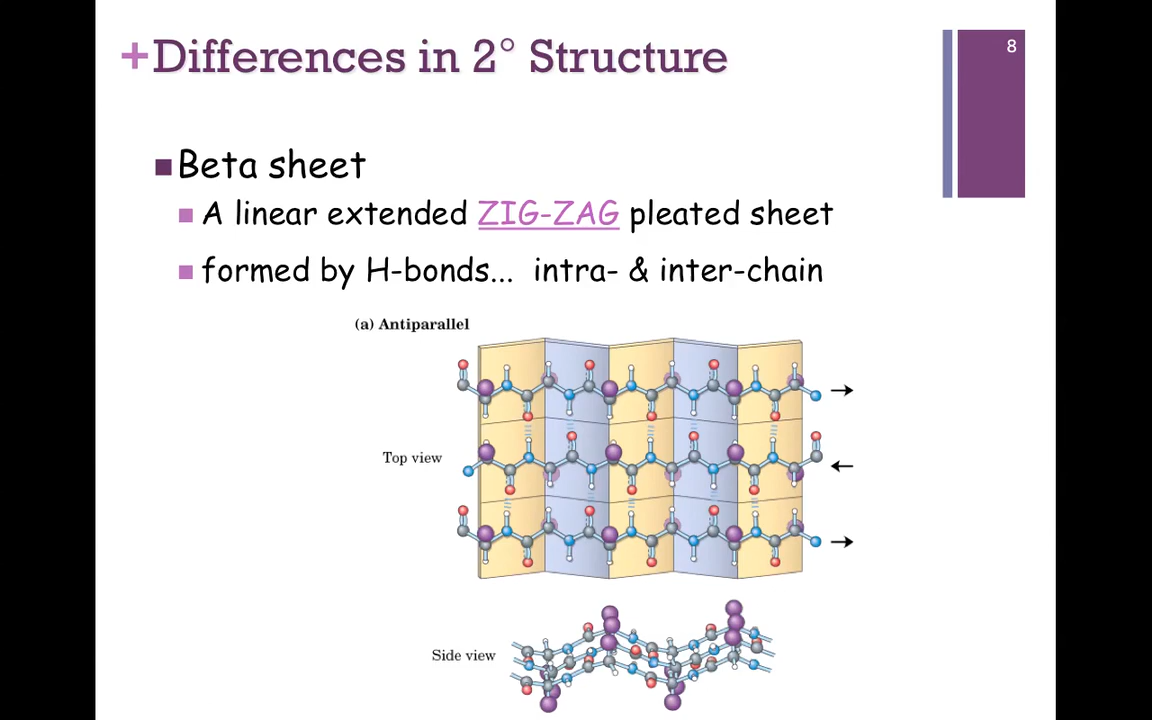 +Differences in 2° Structure
8
Beta sheet
A linear extended ZIG-ZAG pleated sheet
formed by H-bonds... intra- & inter-chain
(a) Antiparallel
Top view
Side view